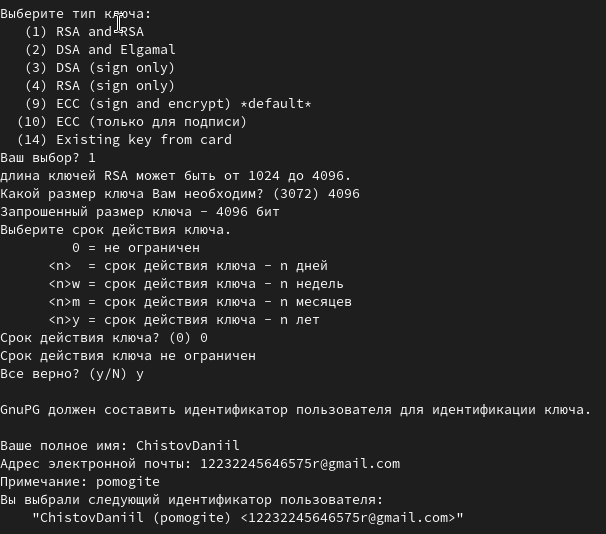 Выберите тип ключа:
(1) RSA and RSA
(2) DSA and Elgamal
(3) DSA (sign only)
(4) RSA (sign only)
(9) ECC (sign and encrypt) *default*
(10) ECC (только для подписи)
(14) Existing key from card
Ваш выбор? 1
длина ключей RSA может быть от 1024 до 4096.
Какой размер ключа Вам необходим? (3072) 4096
Запрошенный размер ключа - 4096 бит
Выберите срок действия ключа.
0 = не ограничен
<n> = срок действия ключа - n дней
<n>w = срок действия ключа - n недель
<n>m = срок действия ключа - n месяцев
<n>y = срок действия ключа - n лет
Срок действия ключа? (0) 0
Срок действия ключа не ограничен
Все верно? (y/N) y
GnuPG должен составить идентификатор пользователя для идентификации ключа.
Ваше полное имя: ChistovDaniil
Адрес электронной почты: 12232245646575r@gmail.com
Примечание: pomogite
Вы выбрали следующий идентификатор пользователя:
"ChistovDaniil (pomogite) <12232245646575r@gmail.com>"